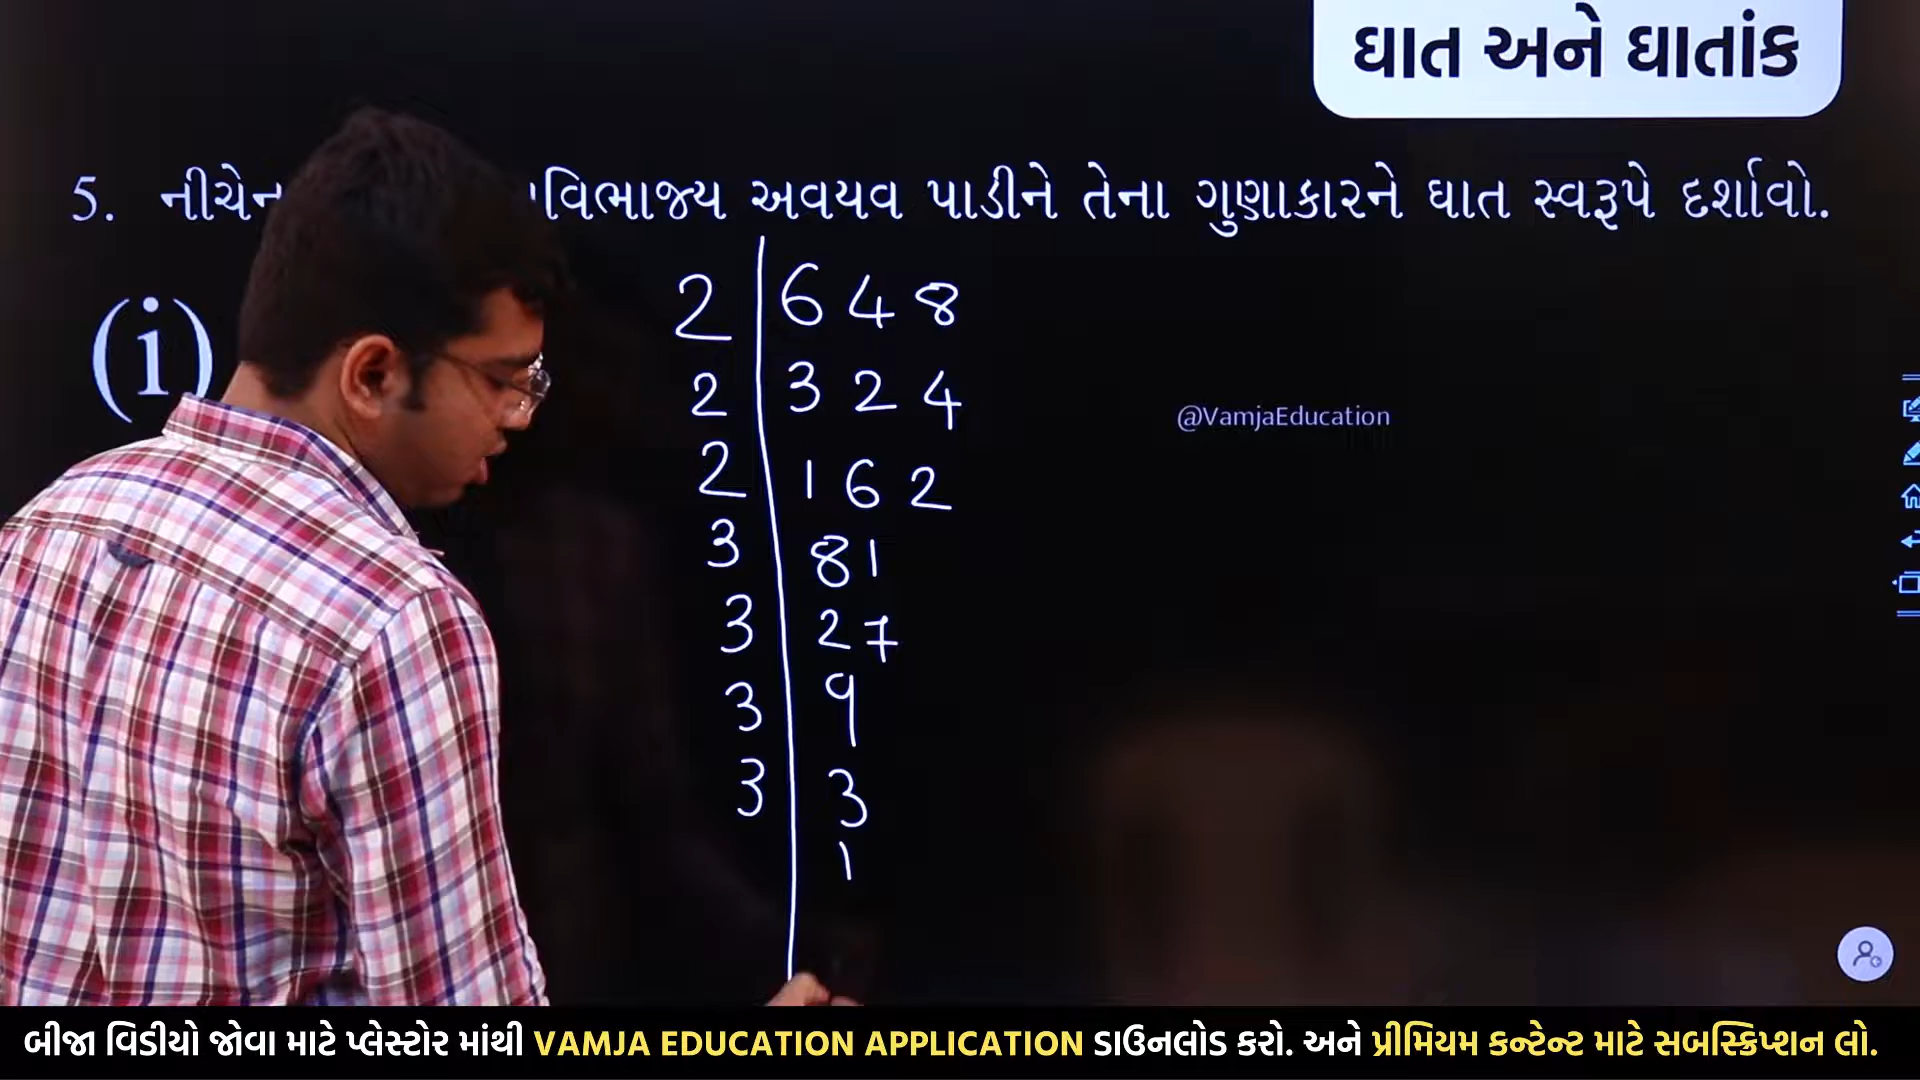 ઘાત અને ઘાતાંક
5. નીચેન વિભાજ્ય અવયવ પાડીને તેના ગુણાકારને ઘાત સ્વરૂપે દર્શાવો.
(i)
2 648
2 324
2 162
3 81
3 27
3 9
3 3
1
@VamjaEducation
બીજા વિડીયો જોવા માટે પ્લેસ્ટોર માંથી VAMJA EDUCATION APPLICATION ડાઉનલોડ કરો. અને પ્રીમિયમ કન્ટેન્ટ માટે સબસ્ક્રિપ્શન લો.